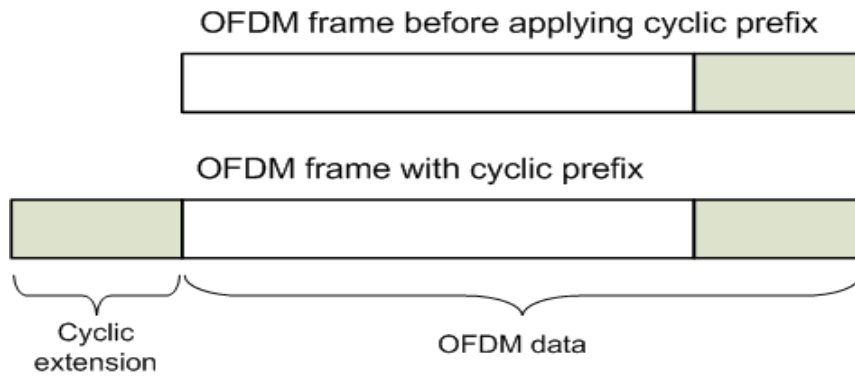 OFDM frame before applying cyclic prefix
OFDM frame with cyclic prefix
Cyclic
extension
OFDM data